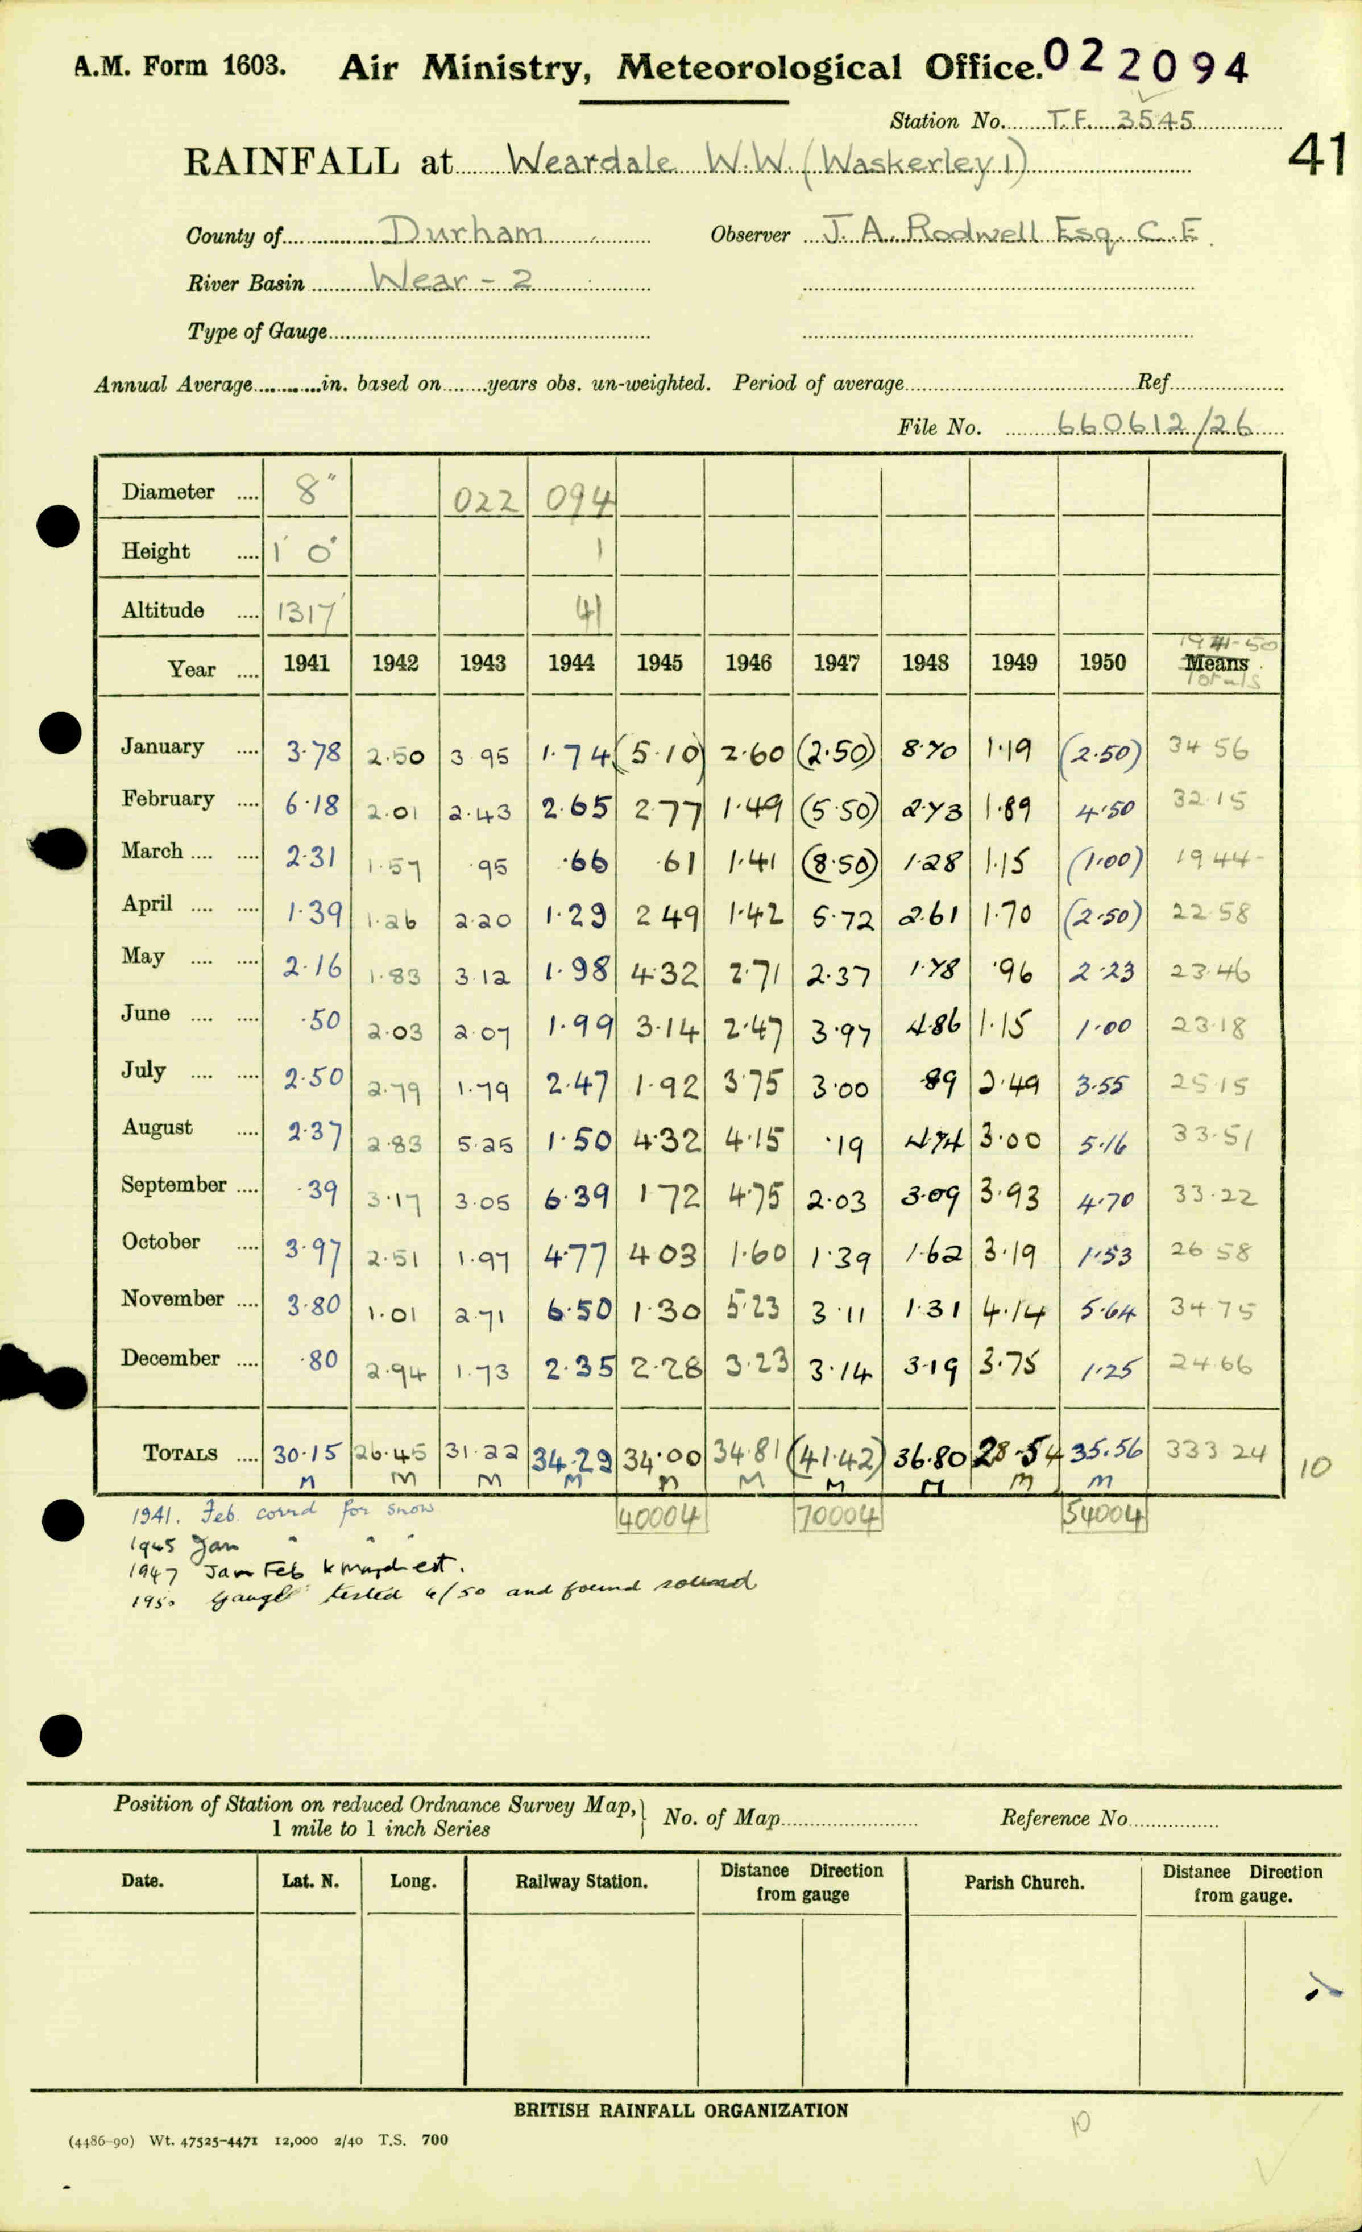 A.M. Form 1603. Air Ministry, Meteorological Office. 022094
Station No. T.F. 3545
41
RAINFALL at Weardale W.W. (Waskerley 1)
County of Durham Observer J. A. Rodwell Esq. C.E.
River Basin Wear - 2
Type of Gauge
Annual Average in. based on years obs. un-weighted. Period of average Ref
File No. 660612/26
Diameter .... 8" 022 094
Height .... 1' 0" 1
Altitude .... 1317' 41
1941-50
Year .... 1941 1942 1943 1944 1945 1946 1947 1948 1949 1950 Means
Totals
January .... 3.78 2.50 3.95 1.74 (5.10) 2.60 (2.50) 8.70 1.19 (2.50) 34.56
February .... 6.18 2.01 2.43 2.65 2.77 1.49 (5.50) 2.73 1.89 4.50 32.15
March .... .... 2.31 1.57 .95 .66 .61 1.41 (8.50) 1.28 1.15 (1.00) 19.44
April .... .... 1.39 1.26 2.20 1.29 2.49 1.42 5.72 2.61 1.70 (2.50) 22.58
May .... .... 2.16 1.83 3.12 1.98 4.32 2.71 2.37 1.78 .96 2.23 23.46
June .... .... .50 2.03 2.07 1.99 3.14 2.47 3.97 4.86 1.15 1.00 23.18
July .... .... 2.50 2.79 1.79 2.47 1.92 3.75 3.00 .89 2.49 3.55 25.15
August .... 2.37 2.83 5.25 1.50 4.32 4.15 .19 4.74 3.00 5.16 33.51
September .... .39 3.17 3.05 6.39 1.72 4.75 2.03 3.09 3.93 4.70 33.22
October .... 3.97 2.51 1.97 4.77 4.03 1.60 1.39 1.62 3.19 1.53 26.58
November .... 3.80 1.01 2.71 6.50 1.30 5.23 3.11 1.31 4.14 5.64 34.75
December .... .80 2.94 1.73 2.35 2.28 3.23 3.14 3.19 3.75 1.25 24.66
TOTALS .... 30.15 26.45 31.22 34.29 34.00 34.81 (41.42) 36.80 28.54 35.56 333.24 10
M M M M M M M M M M
1941. Feb. corrd for snow 40004 70004 54004
1945 Jan " " "
1947 Jan Feb & March est.
1950 Gauge tested 6/50 and found sound
Position of Station on reduced Ordnance Survey Map,} No. of Map Reference No
1 mile to 1 inch Series
Date. Lat. N. Long. Railway Station. Distance Direction from gauge Parish Church. Distance Direction from gauge.
BRITISH RAINFALL ORGANIZATION
10
(4486-90) Wt. 47525-4471 12,000 2/40 T.S. 700